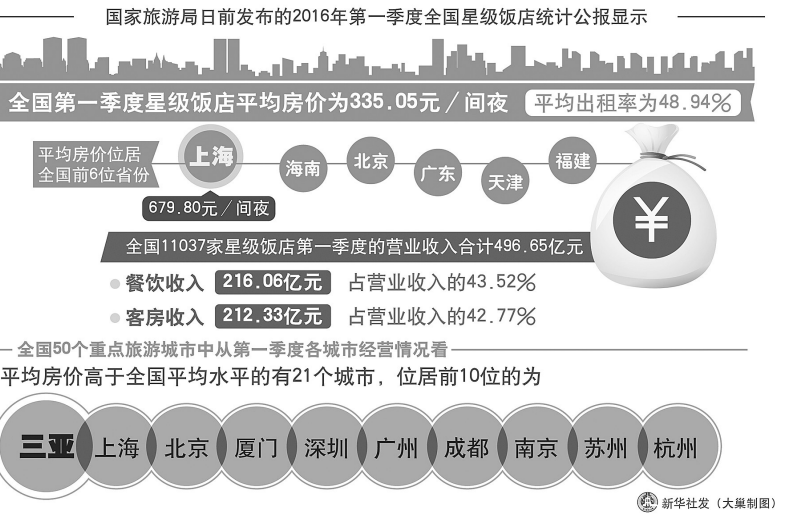 国家旅游局日前发布的2016年第一季度全国星级饭店统计公报显示
全国第一季度星级饭店平均房价为335.05元／间夜 平均出租率为48.94%
平均房价位居
全国前6位省份
上海 海南 北京 广东 天津 福建
679.80元／间夜
¥
全国11037家星级饭店第一季度的营业收入合计496.65亿元
餐饮收入 216.06亿元 占营业收入的43.52%
客房收入 212.33亿元 占营业收入的42.77%
全国50个重点旅游城市中从第一季度各城市经营情况看
平均房价高于全国平均水平的有21个城市，位居前10位的为
三亚 上海 北京 厦门 深圳 广州 成都 南京 苏州 杭州
新华社发（大巢制图）